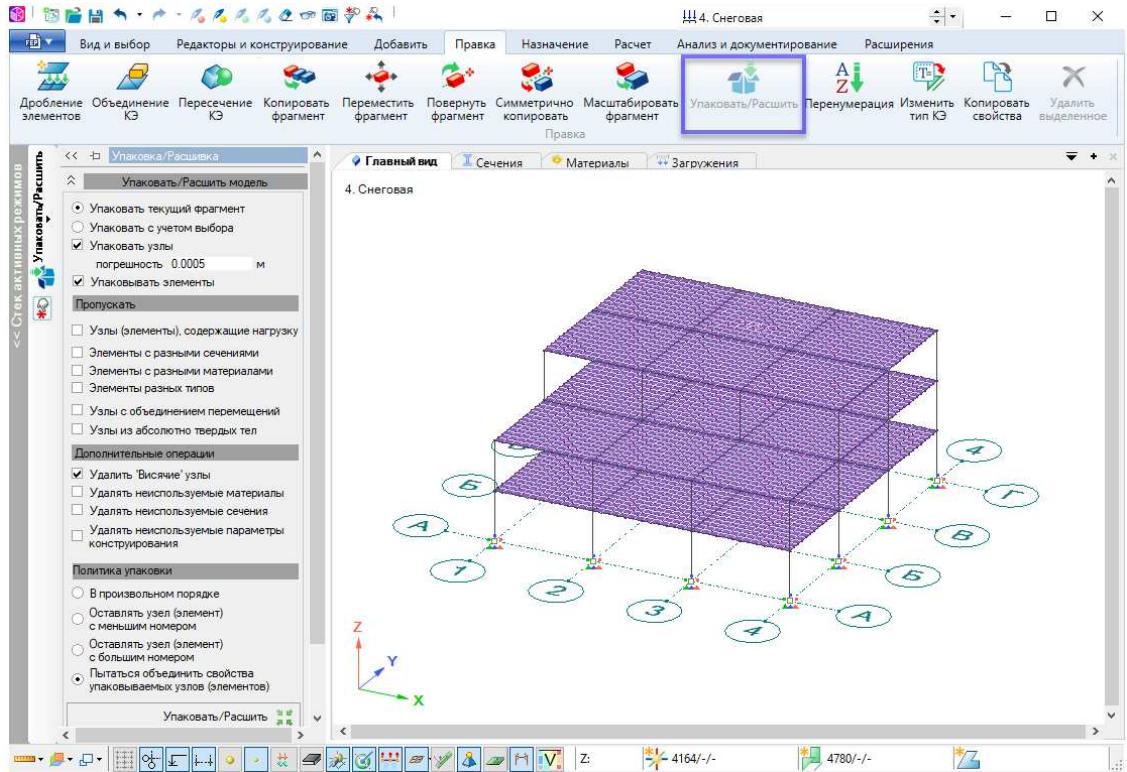 4. Снеговая
Вид и выбор Редакторы и конструирование Добавить Правка Назначение Расчет Анализ и документирование Расширения
Дробление элементов
Объединение КЭ
Пересечение КЭ
Копировать фрагмент
Переместить фрагмент
Повернуть фрагмент
Симметрично копировать
Масштабировать фрагмент
Упаковать/Расшить
Перенумерация
Изменить тип КЭ
Копировать свойства
Удалить выделенное
Правка
<< Стек активных режимов
Упаковать/Расшить
<< Упаковка/Расшивка
Упаковать/Расшить модель
Упаковать текущий фрагмент
Упаковать с учетом выбора
Упаковать узлы
погрешность 0.0005 м
Упаковывать элементы
Пропускать
Узлы (элементы), содержащие нагрузку
Элементы с разными сечениями
Элементы с разными материалами
Элементы разных типов
Узлы с объединением перемещений
Узлы из абсолютно твердых тел
Дополнительные операции
Удалить 'Висячие' узлы
Удалять неиспользуемые материалы
Удалять неиспользуемые сечения
Удалять неиспользуемые параметры
конструирования
Политика упаковки
В произвольном порядке
Оставлять узел (элемент)
с меньшим номером
Оставлять узел (элемент)
с большим номером
Пытаться объединить свойства
упаковываемых узлов (элементов)
Упаковать/Расшить
Главный вид Сечения Материалы Загружения
4. Снеговая
Б
А
1
2
3
4
А
Б
В
Г
4
Z
Y
X
Z: 4164/-/- 4780/-/-